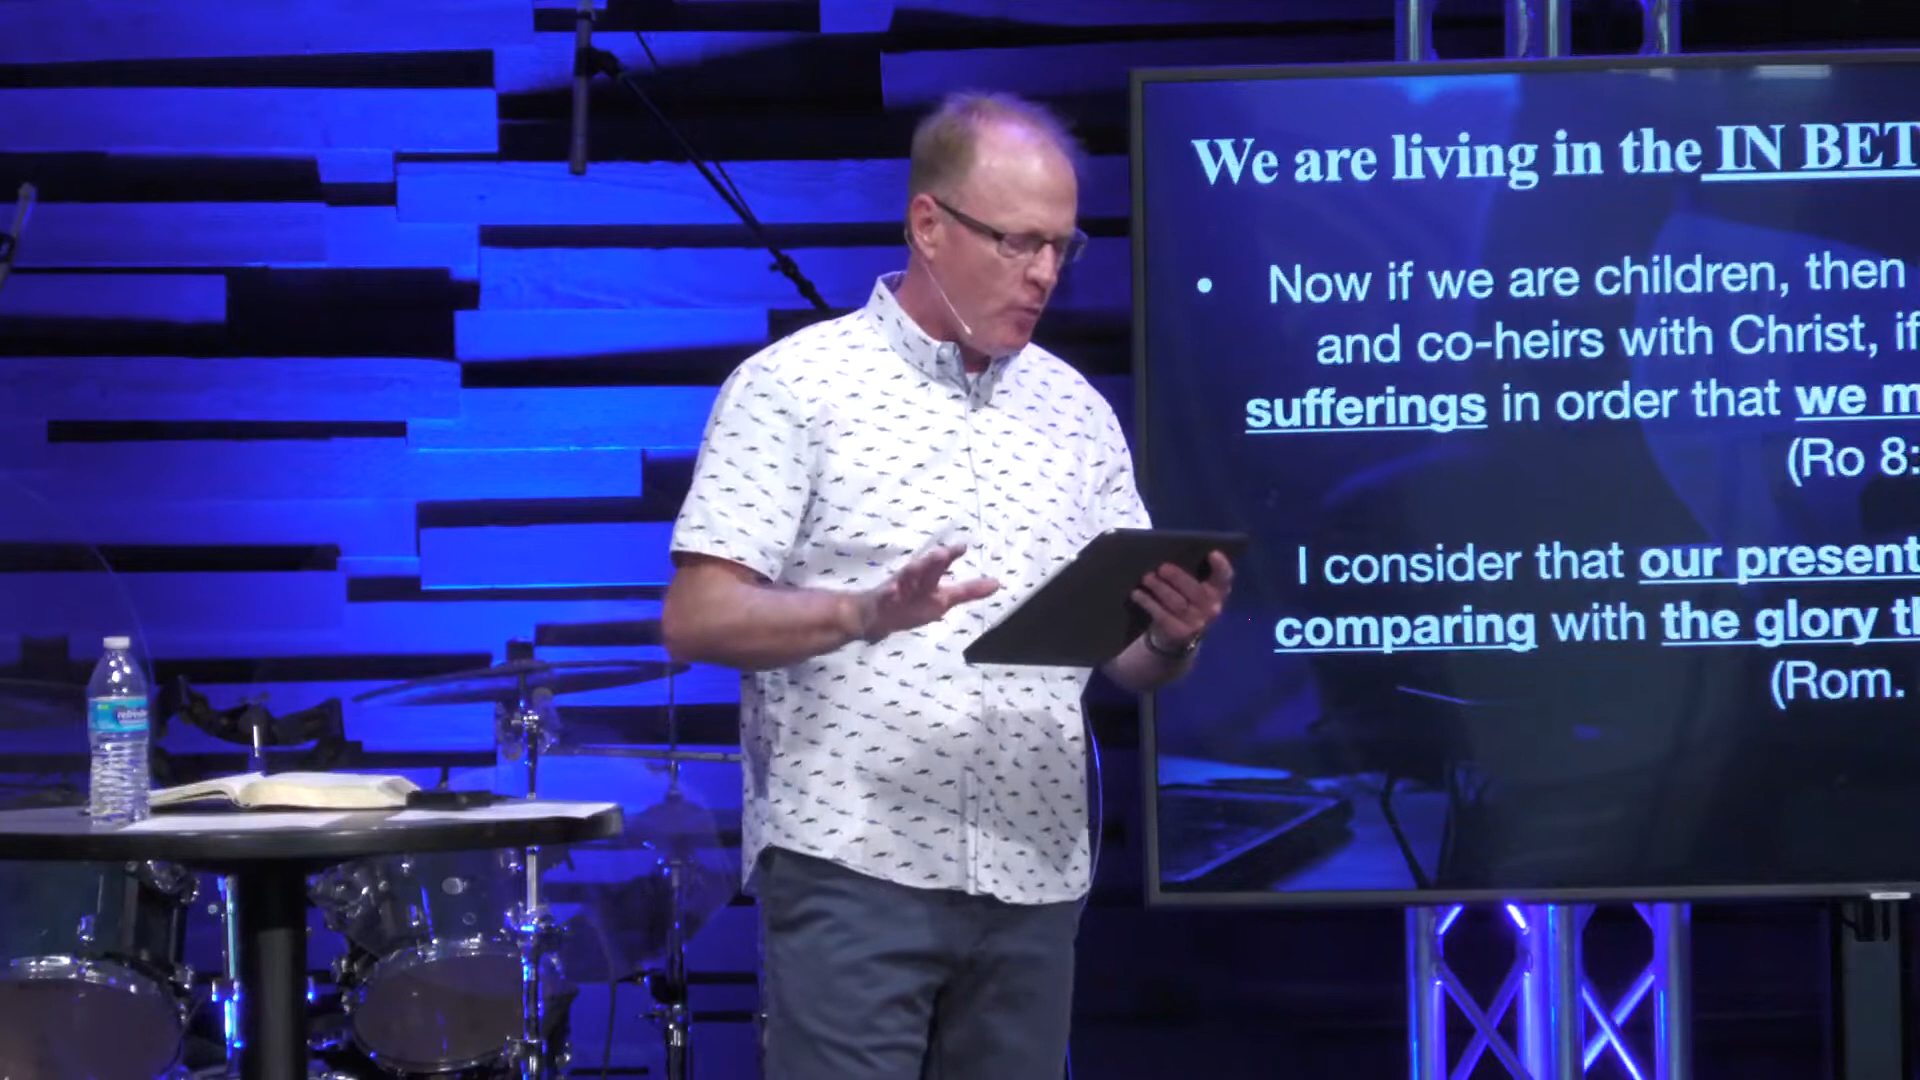 We are living in the IN BET
• Now if we are children, then
and co-heirs with Christ, if
sufferings in order that we m
(Ro 8:
I consider that our present
comparing with the glory th
(Rom.